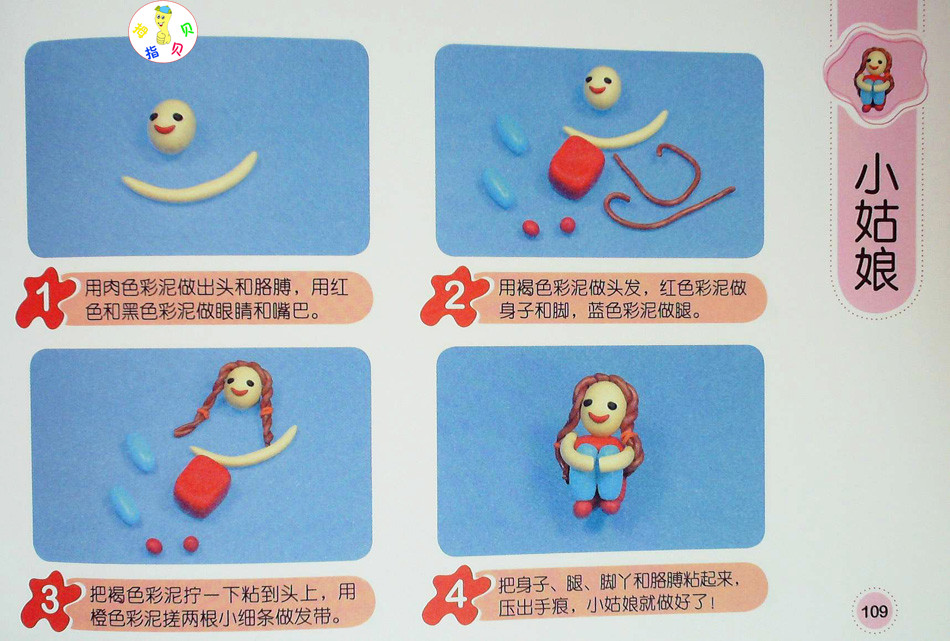 指
贝
贝
小姑娘
1
用肉色彩泥做出头和胳膊，用红
色和黑色彩泥做眼睛和嘴巴。
2
用褐色彩泥做头发，红色彩泥做
身子和脚，蓝色彩泥做腿。
3
把褐色彩泥拧一下粘到头上，用
橙色彩泥搓两根小细条做发带。
4
把身子、腿、脚丫和胳膊粘起来，
压出手痕，小姑娘就做好了！
109